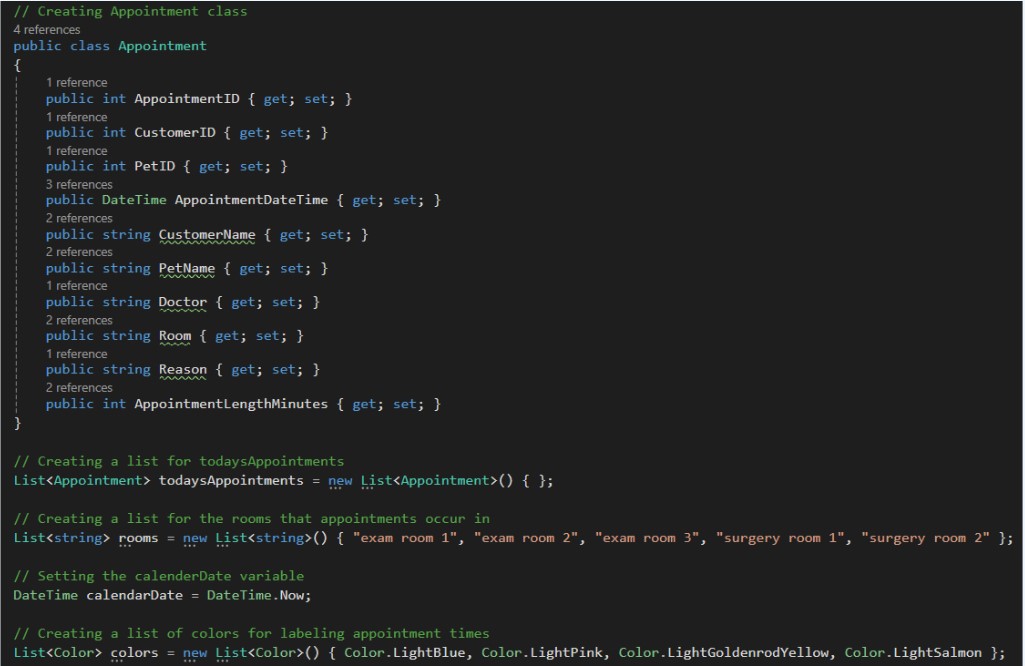 // Creating Appointment class
4 references
public class Appointment
{
1 reference
public int AppointmentID { get; set; }
1 reference
public int CustomerID { get; set; }
1 reference
public int PetID { get; set; }
3 references
public DateTime AppointmentDateTime { get; set; }
2 references
public string CustomerName { get; set; }
2 references
public string PetName { get; set; }
1 reference
public string Doctor { get; set; }
2 references
public string Room { get; set; }
1 reference
public string Reason { get; set; }
2 references
public int AppointmentLengthMinutes { get; set; }
}
// Creating a list for todaysAppointments
List<Appointment> todaysAppointments = new List<Appointment>() { };
// Creating a list for the rooms that appointments occur in
List<string> rooms = new List<string>() { "exam room 1", "exam room 2", "exam room 3", "surgery room 1", "surgery room 2" };
// Setting the calenderDate variable
DateTime calendarDate = DateTime.Now;
// Creating a list of colors for labeling appointment times
List<Color> colors = new List<Color>() { Color.LightBlue, Color.LightPink, Color.LightGoldenrodYellow, Color.LightSalmon };